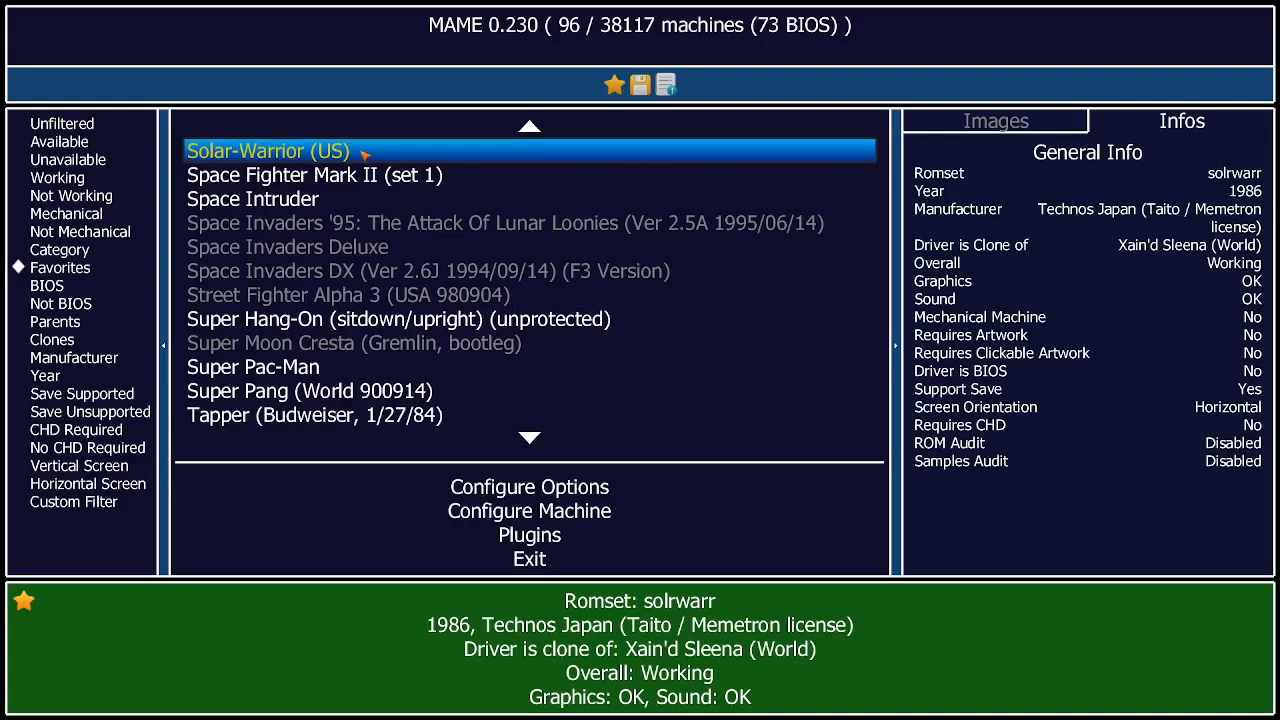 MAME 0.230 ( 96 / 38117 machines (73 BIOS) )
Unfiltered
Available
Unavailable
Working
Not Working
Mechanical
Not Mechanical
Category
Favorites
BIOS
Not BIOS
Parents
Clones
Manufacturer
Year
Save Supported
Save Unsupported
CHD Required
No CHD Required
Vertical Screen
Horizontal Screen
Custom Filter
Solar-Warrior (US)
Space Fighter Mark II (set 1)
Space Intruder
Space Invaders '95: The Attack Of Lunar Loonies (Ver 2.5A 1995/06/14)
Space Invaders Deluxe
Space Invaders DX (Ver 2.6J 1994/09/14) (F3 Version)
Street Fighter Alpha 3 (USA 980904)
Super Hang-On (sitdown/upright) (unprotected)
Super Moon Cresta (Gremlin, bootleg)
Super Pac-Man
Super Pang (World 900914)
Tapper (Budweiser, 1/27/84)
Configure Options
Configure Machine
Plugins
Exit
Images Infos
General Info
Romset solrwarr
Year 1986
Manufacturer Technos Japan (Taito / Memetron
license)
Driver is Clone of Xain'd Sleena (World)
Overall Working
Graphics OK
Sound OK
Mechanical Machine No
Requires Artwork No
Requires Clickable Artwork No
Driver is BIOS No
Support Save Yes
Screen Orientation Horizontal
Requires CHD No
ROM Audit Disabled
Samples Audit Disabled
Romset: solrwarr
1986, Technos Japan (Taito / Memetron license)
Driver is clone of: Xain'd Sleena (World)
Overall: Working
Graphics: OK, Sound: OK